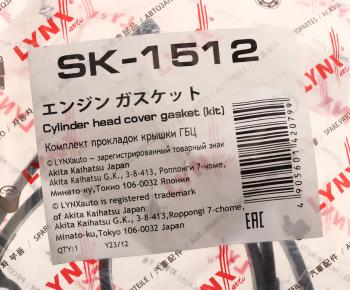 SK-1512
エンジン ガスケット
Cylinder head cover gasket (kit)
Комплект прокладок крышки ГБЦ
© LYNXauto – зарегистрированный товарный знак
Akita Kaihatsu Japan
Akita Kaihatsu G.K., 3-8-413, Роппонги 7-чоме,
Минато-ку,Токио 106-0032 Япония
© LYNXauto is registered trademark
of Akita Kaihatsu Japan
Akita Kaihatsu G.K., 3-8-413,Roppongi 7-chome,
Minato-ku,Tokyo 106-0032 Japan
QTY:1 Y23/12
4905601420799
EAC
LYNX
LYNX